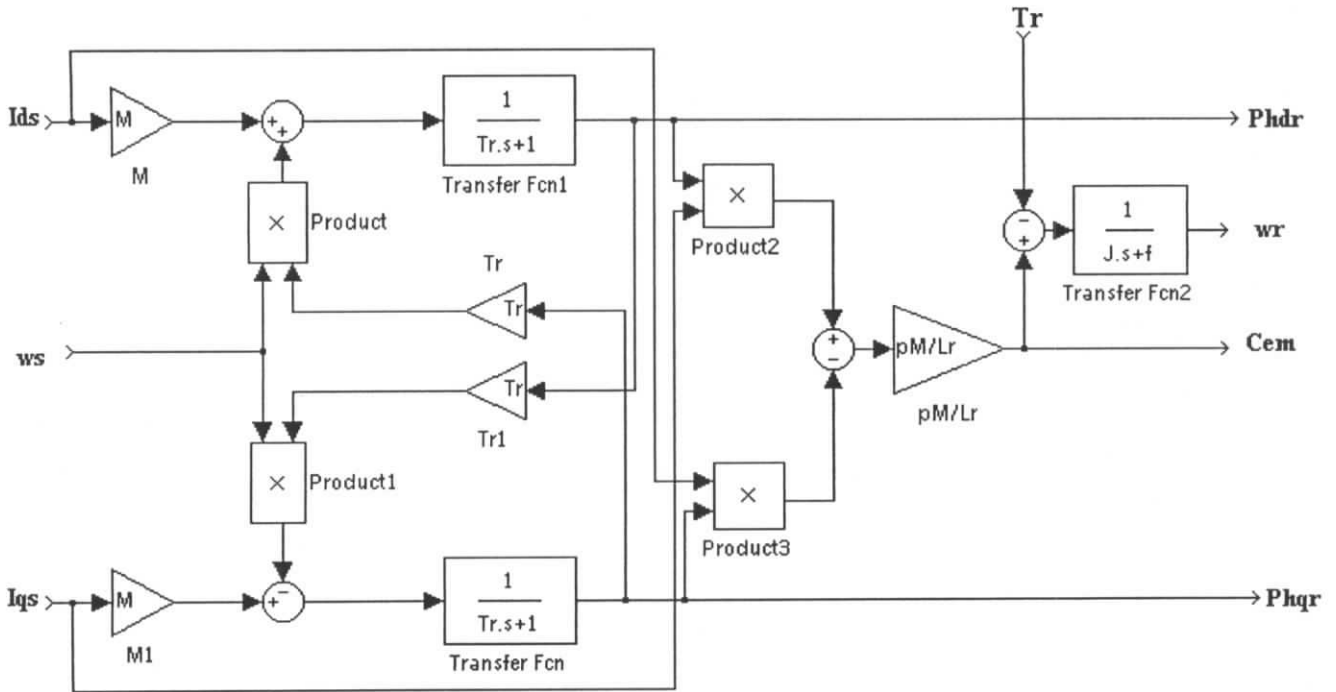 Tr
Ids
M
M
+
+
1
Tr.s+1
Transfer Fcn1
Phdr
×
Product
×
Product2
-
+
1
J.s+f
Transfer Fcn2
wr
Tr
Tr
ws
+
-
pM/Lr
pM/Lr
Cem
Tr
Tr1
×
Product1
×
Product3
Iqs
M
M1
+
-
1
Tr.s+1
Transfer Fcn
Phqr